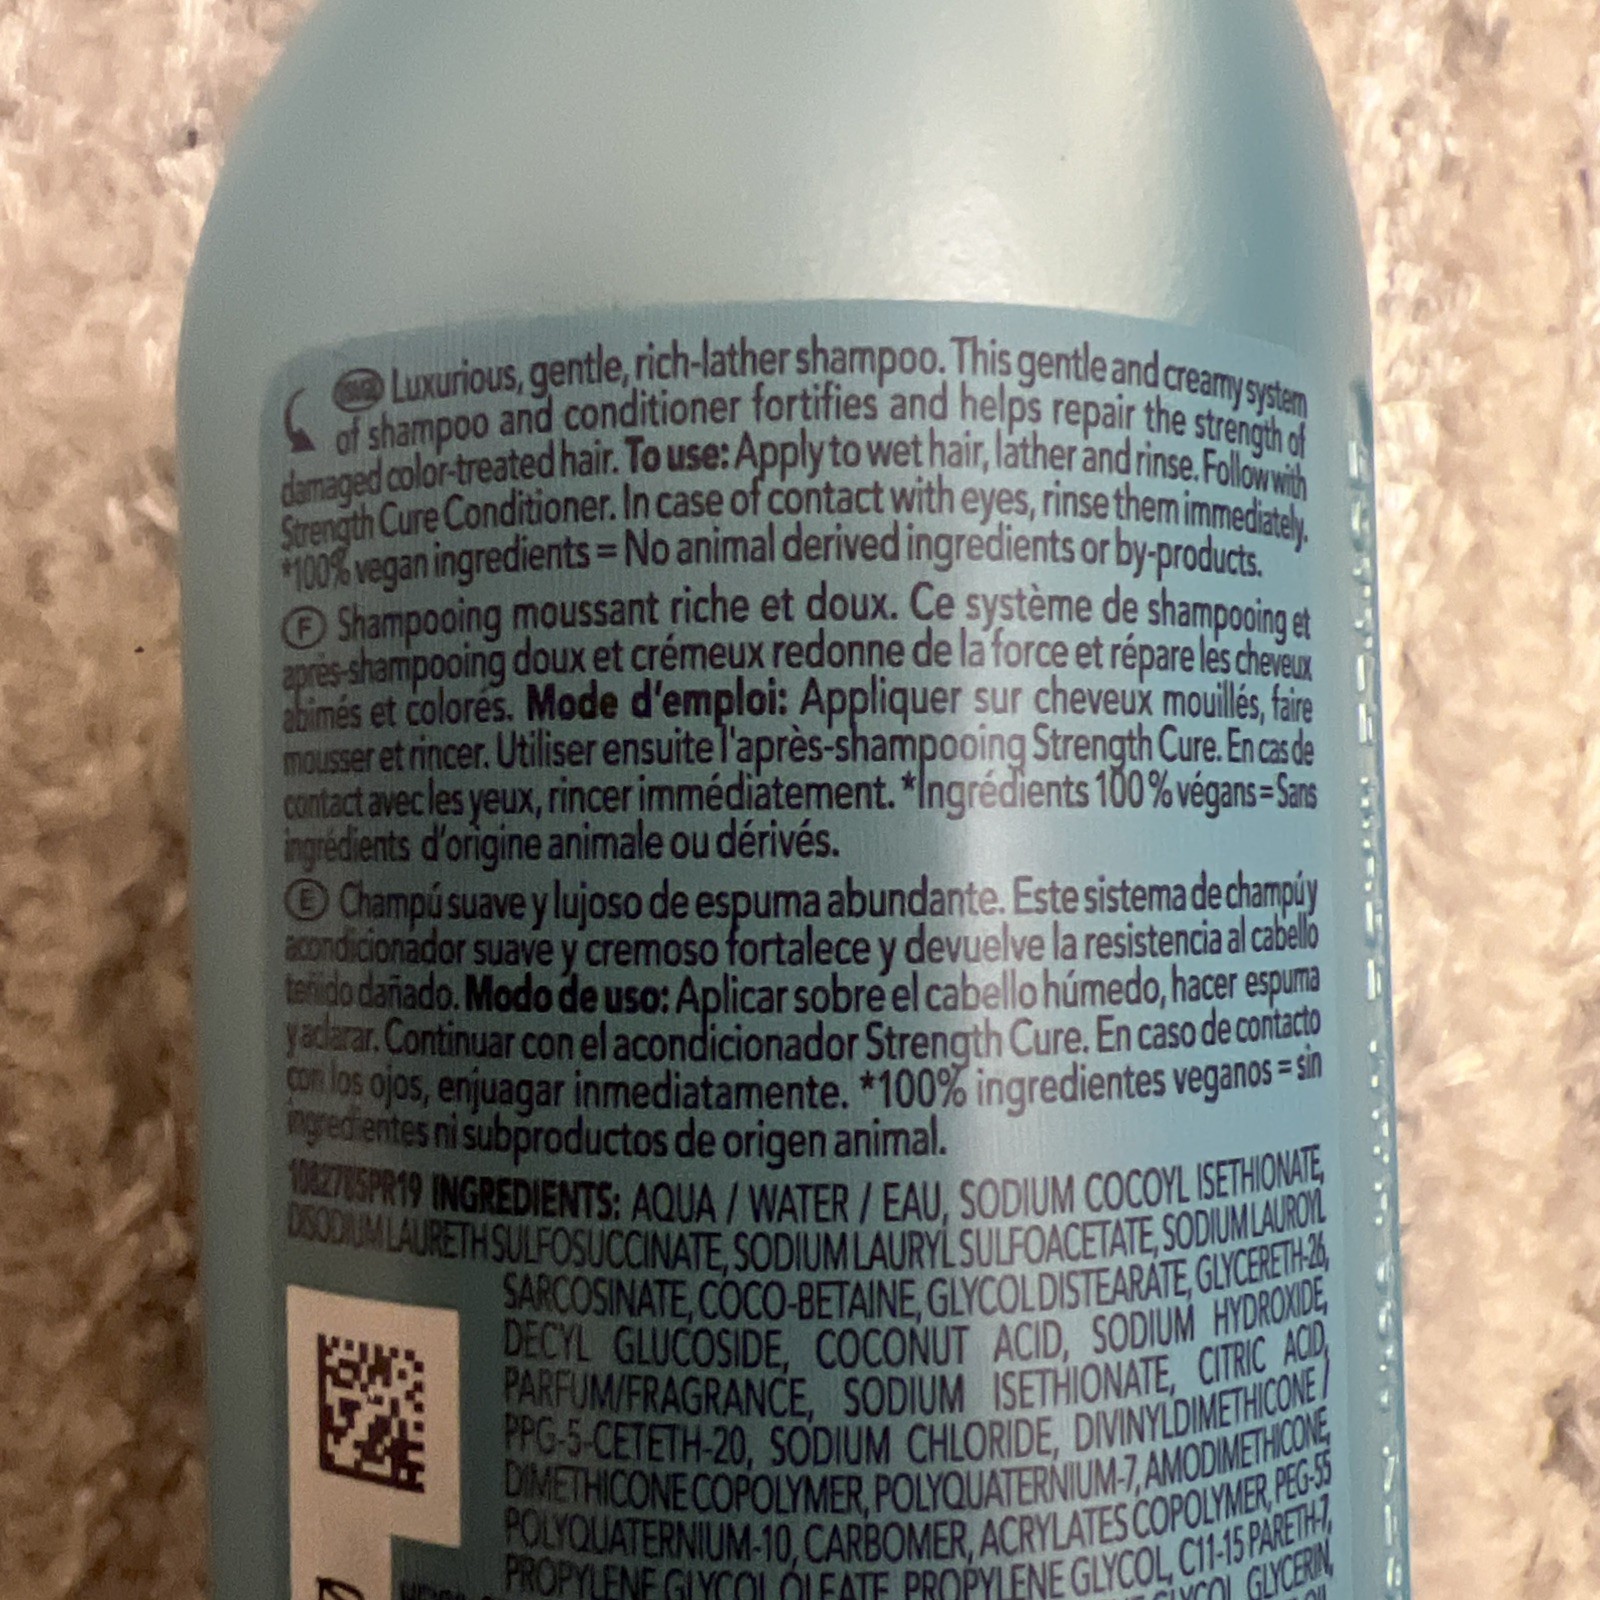 Luxurious, gentle, rich-lather shampoo. This gentle and creamy system
of shampoo and conditioner fortifies and helps repair the strength of
damaged color-treated hair. To use: Apply to wet hair, lather and rinse. Follow with
Strength Cure Conditioner. In case of contact with eyes, rinse them immediately.
*100% vegan ingredients = No animal derived ingredients or by-products.
F Shampooing moussant riche et doux. Ce système de shampooing et
après-shampooing doux et crémeux redonne de la force et répare les cheveux
abimés et colorés. Mode d'emploi: Appliquer sur cheveux mouillés, faire
mousser et rincer. Utiliser ensuite l'après-shampooing Strength Cure. En cas de
contact avec les yeux, rincer immédiatement. *Ingrédients 100 % végans = Sans
ingrédients d'origine animale ou dérivés.
E Champú suave y lujoso de espuma abundante. Este sistema de champú y
acondicionador suave y cremoso fortalece y devuelve la resistencia al cabello
teñido dañado. Modo de uso: Aplicar sobre el cabello húmedo, hacer espuma
y aclarar. Continuar con el acondicionador Strength Cure. En caso de contacto
con los ojos, enjuagar inmediatamente. *100% ingredientes veganos = sin
ingredientes ni subproductos de origen animal.
INGREDIENTS: AQUA / WATER / EAU, SODIUM COCOYL ISETHIONATE,
DISODIUM LAURETH SULFOSUCCINATE, SODIUM LAURYL SULFOACETATE, SODIUM LAUROYL
SARCOSINATE, COCO-BETAINE, GLYCOL DISTEARATE, GLYCERETH-26,
DECYL GLUCOSIDE, COCONUT ACID, SODIUM HYDROXIDE,
PARFUM/FRAGRANCE, SODIUM ISETHIONATE, CITRIC ACID,
PPG-5-CETETH-20, SODIUM CHLORIDE, DIVINYLDIMETHICONE /
DIMETHICONE COPOLYMER, POLYQUATERNIUM-7, AMODIMETHICONE,
POLYQUATERNIUM-10, CARBOMER, ACRYLATES COPOLYMER, PEG-55
PROPYLENE GLYCOL OLEATE, PROPYLENE GLYCOL, C11-15 PARETH-7,
GLYCOL, GLYCERIN,